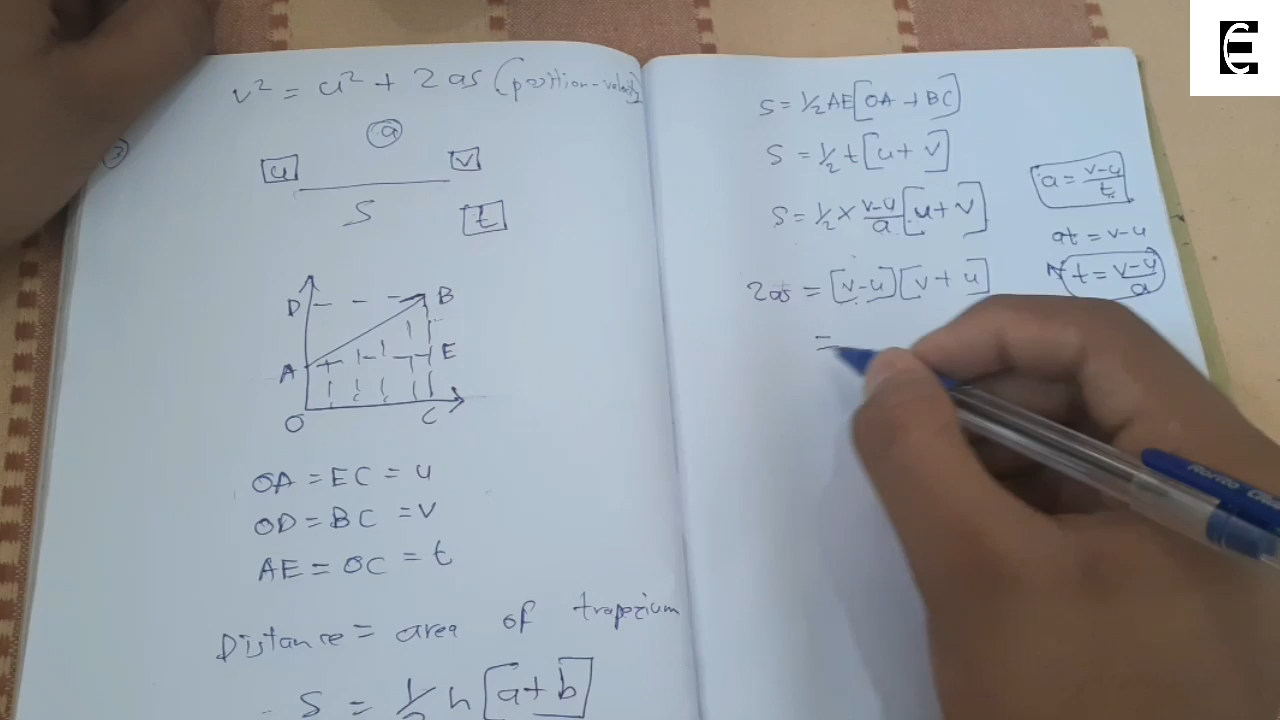 v² = u² + 2as (position-velocity)
3
a
u
v
S
t
D
B
A
E
O
C
OA = EC = u
OD = BC = v
AE = OC = t
Distance = area of trapezium
S = 1/2 h [a+b]
S = 1/2 AE [OA + BC]
S = 1/2 t [u + v]
a = v-u/t
S = 1/2 × v-u/a [u + v]
at = v-u
t = v-u/a
2as = [v-u][v + u]
=
E